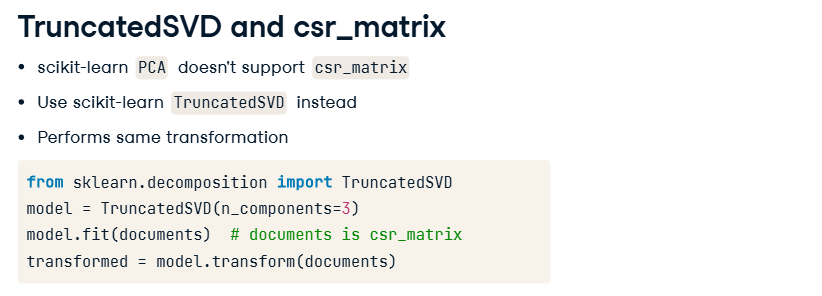 TruncatedSVD and csr_matrix
• scikit-learn PCA doesn't support csr_matrix
• Use scikit-learn TruncatedSVD instead
• Performs same transformation
from sklearn.decomposition import TruncatedSVD
model = TruncatedSVD(n_components=3)
model.fit(documents)  # documents is csr_matrix
transformed = model.transform(documents)